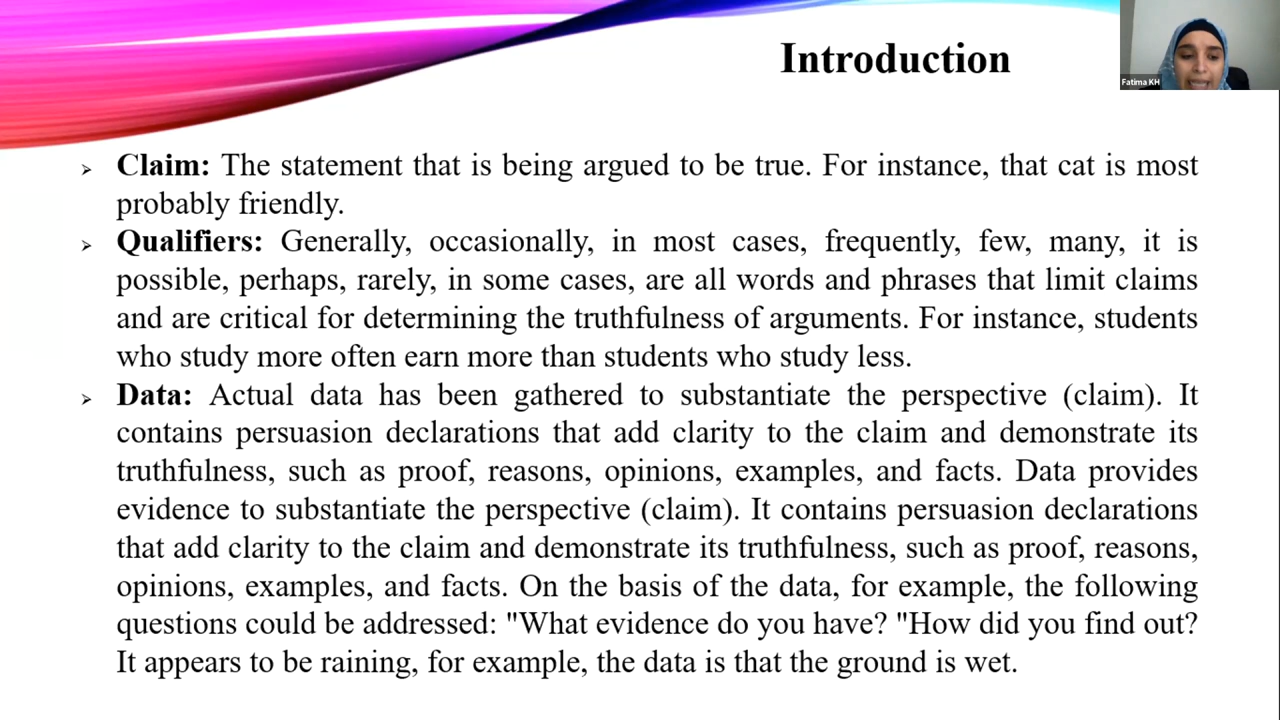 Introduction
Fatima KH
Claim: The statement that is being argued to be true. For instance, that cat is most
probably friendly.
Qualifiers: Generally, occasionally, in most cases, frequently, few, many, it is
possible, perhaps, rarely, in some cases, are all words and phrases that limit claims
and are critical for determining the truthfulness of arguments. For instance, students
who study more often earn more than students who study less.
Data: Actual data has been gathered to substantiate the perspective (claim). It
contains persuasion declarations that add clarity to the claim and demonstrate its
truthfulness, such as proof, reasons, opinions, examples, and facts. Data provides
evidence to substantiate the perspective (claim). It contains persuasion declarations
that add clarity to the claim and demonstrate its truthfulness, such as proof, reasons,
opinions, examples, and facts. On the basis of the data, for example, the following
questions could be addressed: "What evidence do you have? "How did you find out?
It appears to be raining, for example, the data is that the ground is wet.